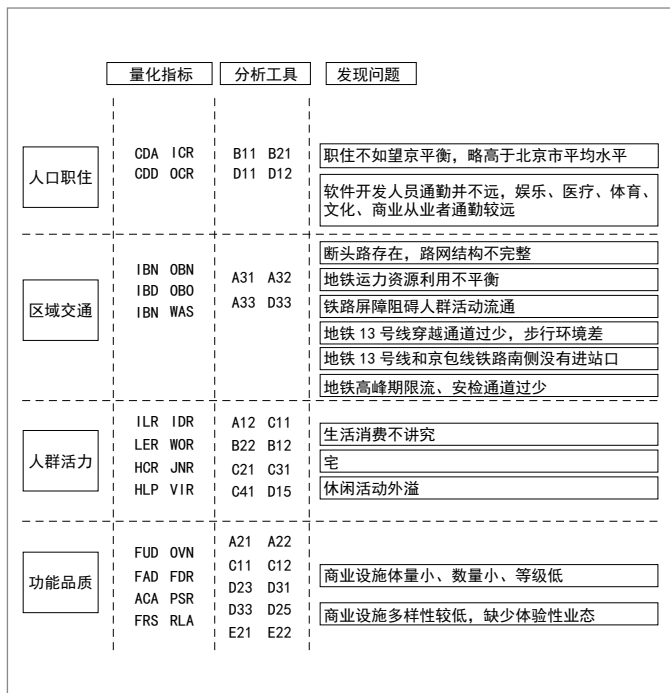 量化指标 分析工具 发现问题
人口职住
CDA ICR
CDD OCR
B11 B21
D11 D12
职住不如望京平衡，略高于北京市平均水平
软件开发人员通勤并不远，娱乐、医疗、体育、
文化、商业从业者通勤较远
区域交通
IBN OBN
IBD OBO
IBN WAS
A31 A32
A33 D33
断头路存在，路网结构不完整
地铁运力资源利用不平衡
铁路屏障阻碍人群活动流通
地铁 13 号线穿越通道过少，步行环境差
地铁 13 号线和京包线铁路南侧没有进站口
地铁高峰期限流、安检通道过少
人群活力
ILR IDR
LER WOR
HCR JNR
HLP VIR
A12 C11
B22 B12
C21 C31
C41 D15
生活消费不讲究
宅
休闲活动外溢
功能品质
FUD OVN
FAD FDR
ACA PSR
FRS RLA
A21 A22
C11 C12
D23 D31
D33 D25
E21 E22
商业设施体量小、数量小、等级低
商业设施多样性较低，缺少体验性业态